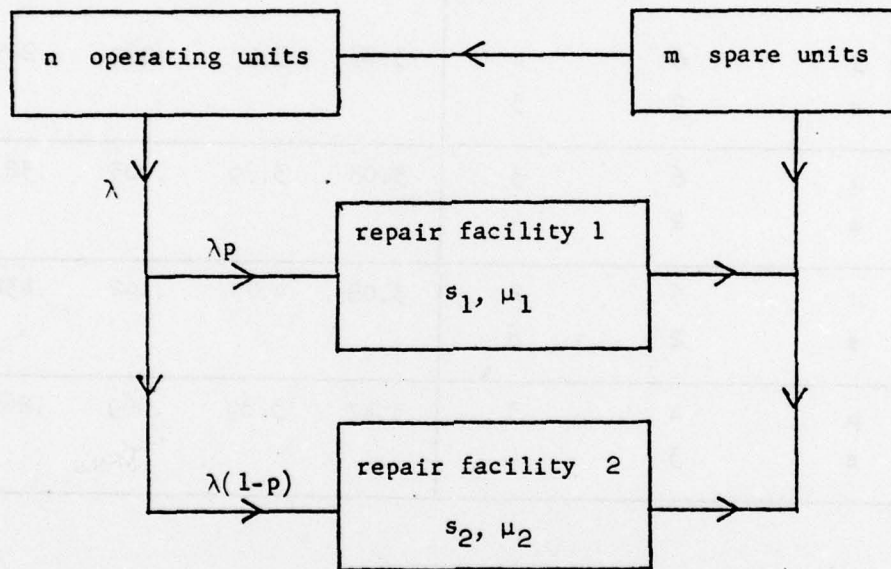 n operating units
m spare units
λ
λp
repair facility 1
s₁, μ₁
λ(1-p)
repair facility 2
s₂, μ₂